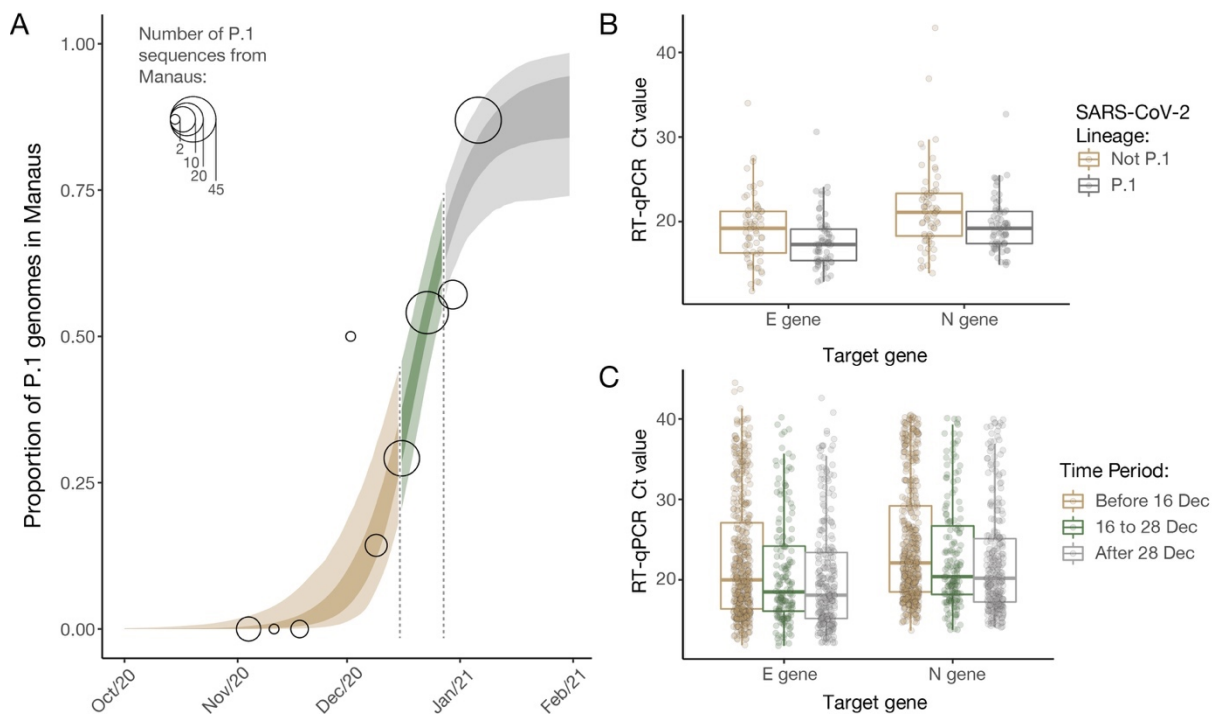 A
Number of P.1
sequences from
Manaus:
2
10
20
45
Proportion of P.1 genomes in Manaus
1.00
0.75
0.50
0.25
0.00
Oct/20
Nov/20
Dec/20
Jan/21
Feb/21
B
RT-qPCR Ct value
40
30
20
10
E gene
N gene
Target gene
SARS-CoV-2
Lineage:
Not P.1
P.1
C
RT-qPCR Ct value
40
30
20
E gene
N gene
Target gene
Time Period:
Before 16 Dec
16 to 28 Dec
After 28 Dec